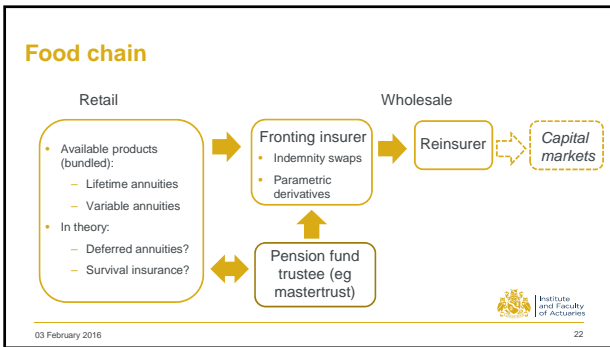 Food chain
Retail
Wholesale
• Available products
(bundled):
– Lifetime annuities
– Variable annuities
• In theory:
– Deferred annuities?
– Survival insurance?
Fronting insurer
• Indemnity swaps
• Parametric
derivatives
Reinsurer
Capital
markets
Pension fund
trustee (eg
mastertrust)
Institute
and Faculty
of Actuaries
03 February 2016
22